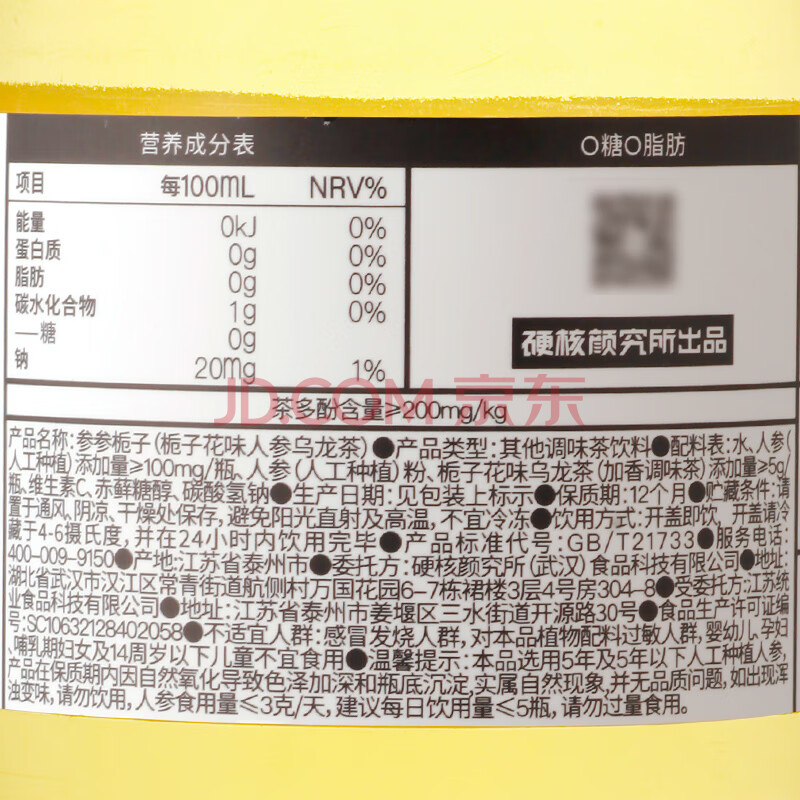 营养成分表
项目 每100mL NRV%
能量 0kJ 0%
蛋白质 0g 0%
脂肪 0g 0%
碳水化合物 1g 0%
—糖 0g
钠 20mg 1%
0糖0脂肪
硬核颜究所出品
JD.COM 京东
茶多酚含量≥200mg/kg
产品名称:参参栀子(栀子花味人参乌龙茶)●产品类型:其他调味茶饮料●配料表:水、人参(
人工种植)添加量≥100mg/瓶、人参(人工种植)粉、栀子花味乌龙茶(加香调味茶)添加量≥5g/
瓶、维生素C、赤藓糖醇、碳酸氢钠●生产日期:见包装上标示●保质期:12个月●贮藏条件:请
置于通风、阴凉、干燥处保存,避免阳光直射及高温,不宜冷冻●饮用方式:开盖即饮,开盖请冷
藏于4-6摄氏度,并在24小时内饮用完毕●产品标准代号:GB/T21733●服务电话:
400-009-9150●产地:江苏省泰州市●委托方:硬核颜究所(武汉)食品科技有限公司●地址:
湖北省武汉市汉江区常青街道航侧村万国花园6-7栋裙楼3层4号房304-8●受委托方:江苏统
业食品科技有限公司●地址:江苏省泰州市姜堰区三水街道开源路30号●食品生产许可证编
号:SC10632128402058●不适宜人群:感冒发烧人群,对本品植物配料过敏人群,婴幼儿、孕妇
、哺乳期妇女及14周岁以下儿童不宜食用●温馨提示:本品选用5年及5年以下人工种植人参,
产品在保质期内因自然氧化导致色泽加深和瓶底沉淀,实属自然现象,并无品质问题,如出现浑
浊变味,请勿饮用,人参食用量≤3克/天,建议每日饮用量≤5瓶,请勿过量食用。